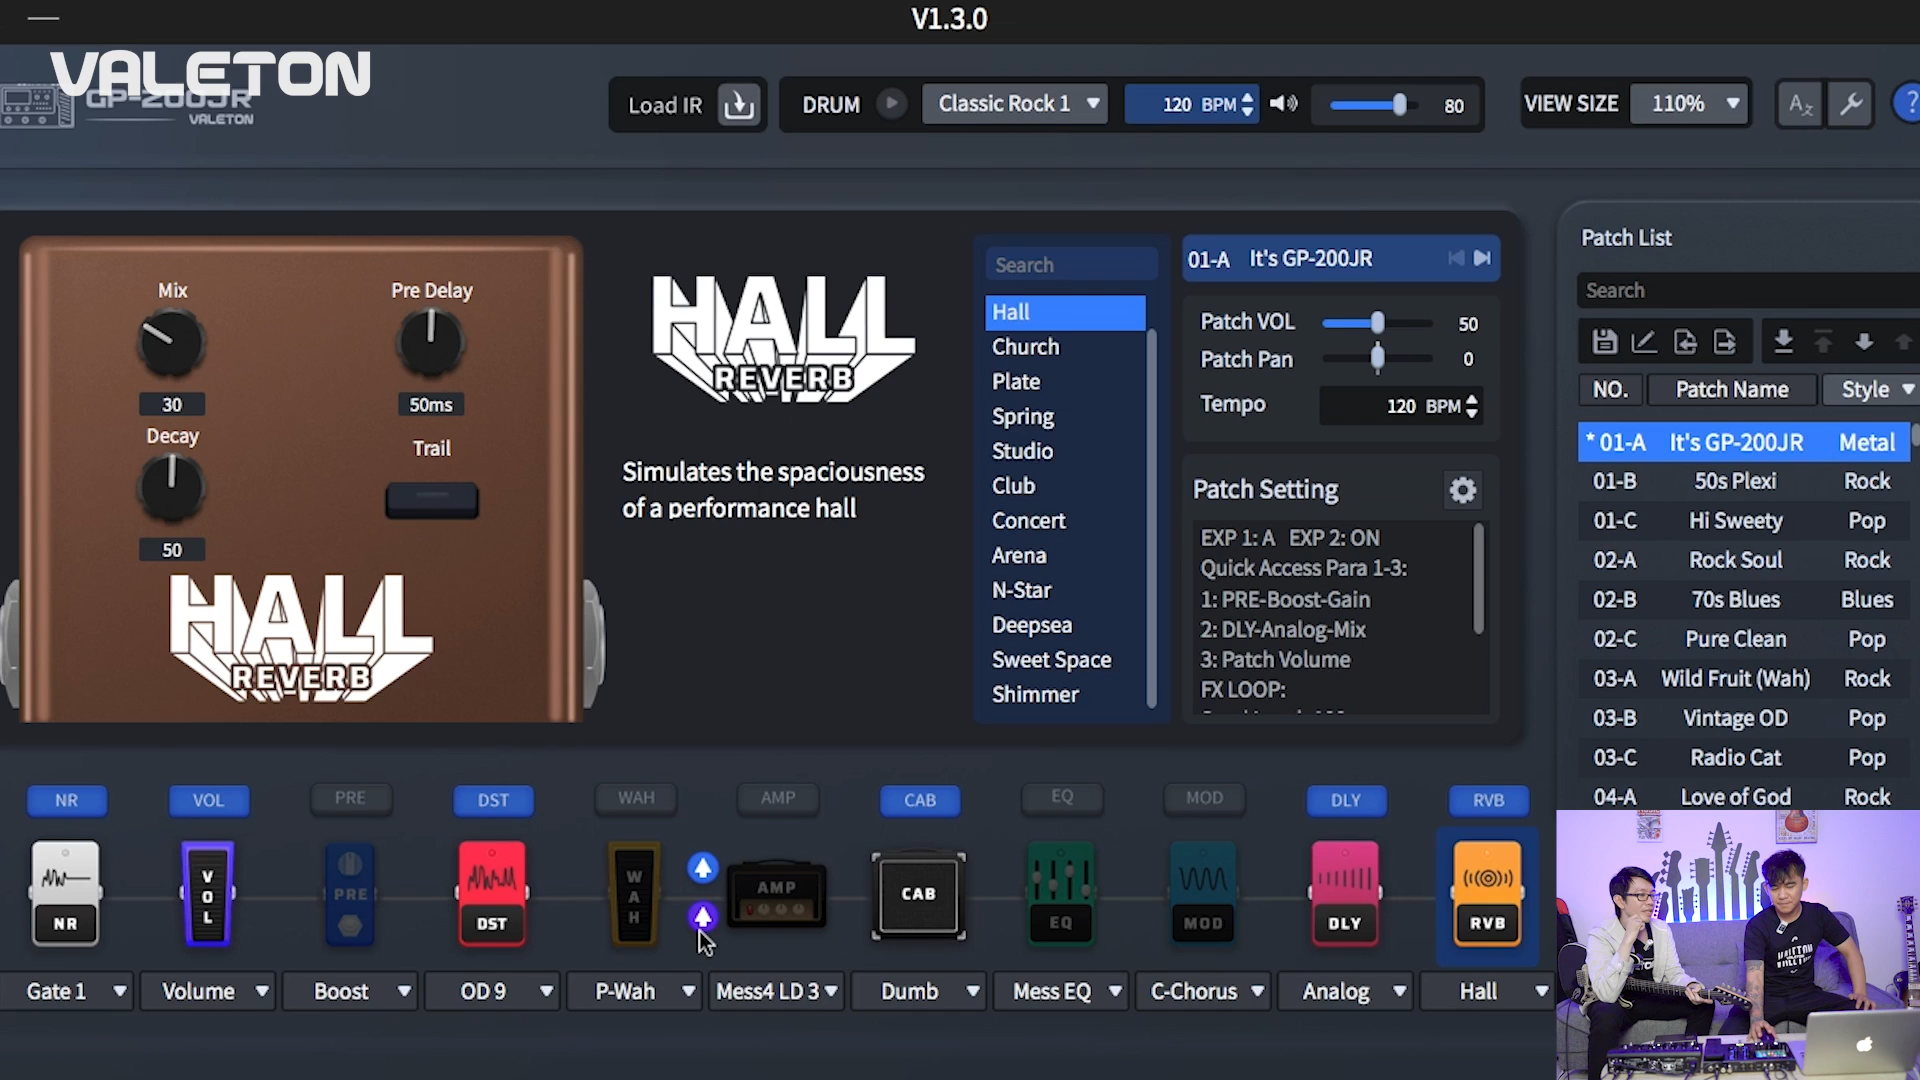 V1.3.0
VALETON
GP-200JR
VALETON
Load IR
DRUM
Classic Rock 1
120 BPM
80
VIEW SIZE
110%
?
Mix
30
Pre Delay
50ms
Decay
50
Trail
HALL
REVERB
HALL
REVERB
Simulates the spaciousness
of a performance hall
Search
Hall
Church
Plate
Spring
Studio
Club
Concert
Arena
N-Star
Deepsea
Sweet Space
Shimmer
01-A It's GP-200JR
Patch VOL 50
Patch Pan 0
Tempo 120 BPM
Patch Setting
EXP 1: A EXP 2: ON
Quick Access Para 1-3:
1: PRE-Boost-Gain
2: DLY-Analog-Mix
3: Patch Volume
FX LOOP:
Patch List
Search
NO. Patch Name Style
* 01-A It's GP-200JR Metal
01-B 50s Plexi Rock
01-C Hi Sweety Pop
02-A Rock Soul Rock
02-B 70s Blues Blues
02-C Pure Clean Pop
03-A Wild Fruit (Wah) Rock
03-B Vintage OD Pop
03-C Radio Cat Pop
04-A Love of God Rock
NR VOL PRE DST WAH AMP CAB EQ MOD DLY RVB
NR VOL PRE DST WAH AMP CAB EQ MOD DLY RVB
Gate 1 Volume Boost OD 9 P-Wah Mess4 LD 3 Dumb Mess EQ C-Chorus Analog Hall